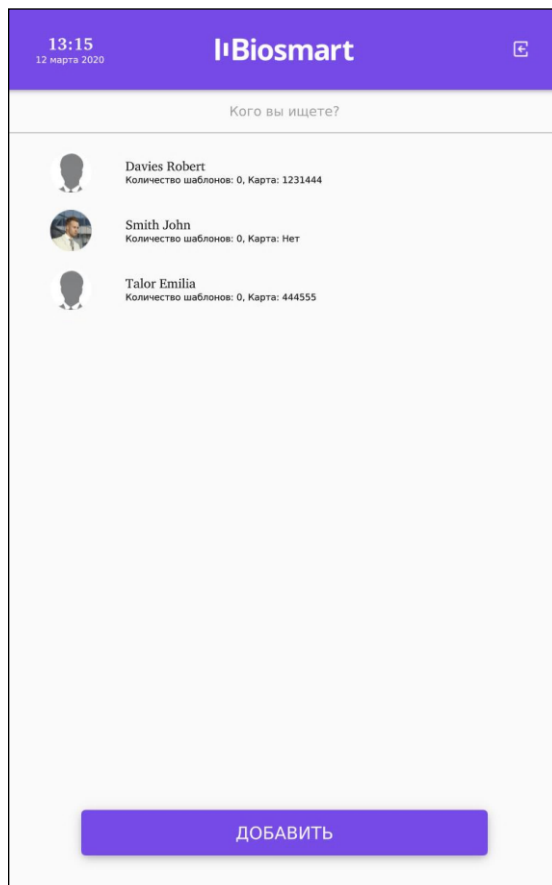 13:15
12 марта 2020
Biosmart
Кого вы ищете?
Davies Robert
Количество шаблонов: 0, Карта: 1231444
Smith John
Количество шаблонов: 0, Карта: Нет
Talor Emilia
Количество шаблонов: 0, Карта: 444555
ДОБАВИТЬ